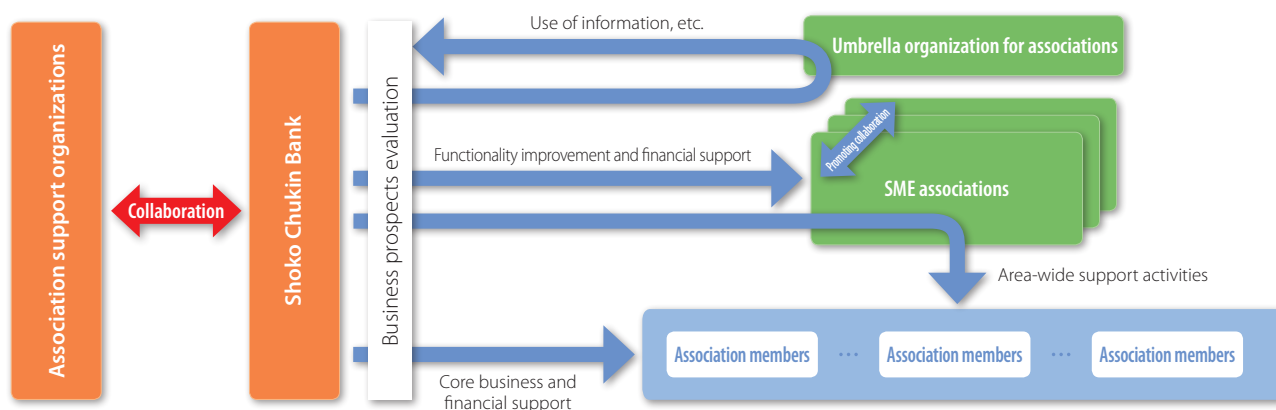 Association support organizations
Collaboration
Shoko Chukin Bank
Business prospects evaluation
Use of information, etc.
Umbrella organization for associations
Functionality improvement and financial support
Promoting collaboration
SME associations
Area-wide support activities
Association members ... Association members ... Association members
Core business and
financial support